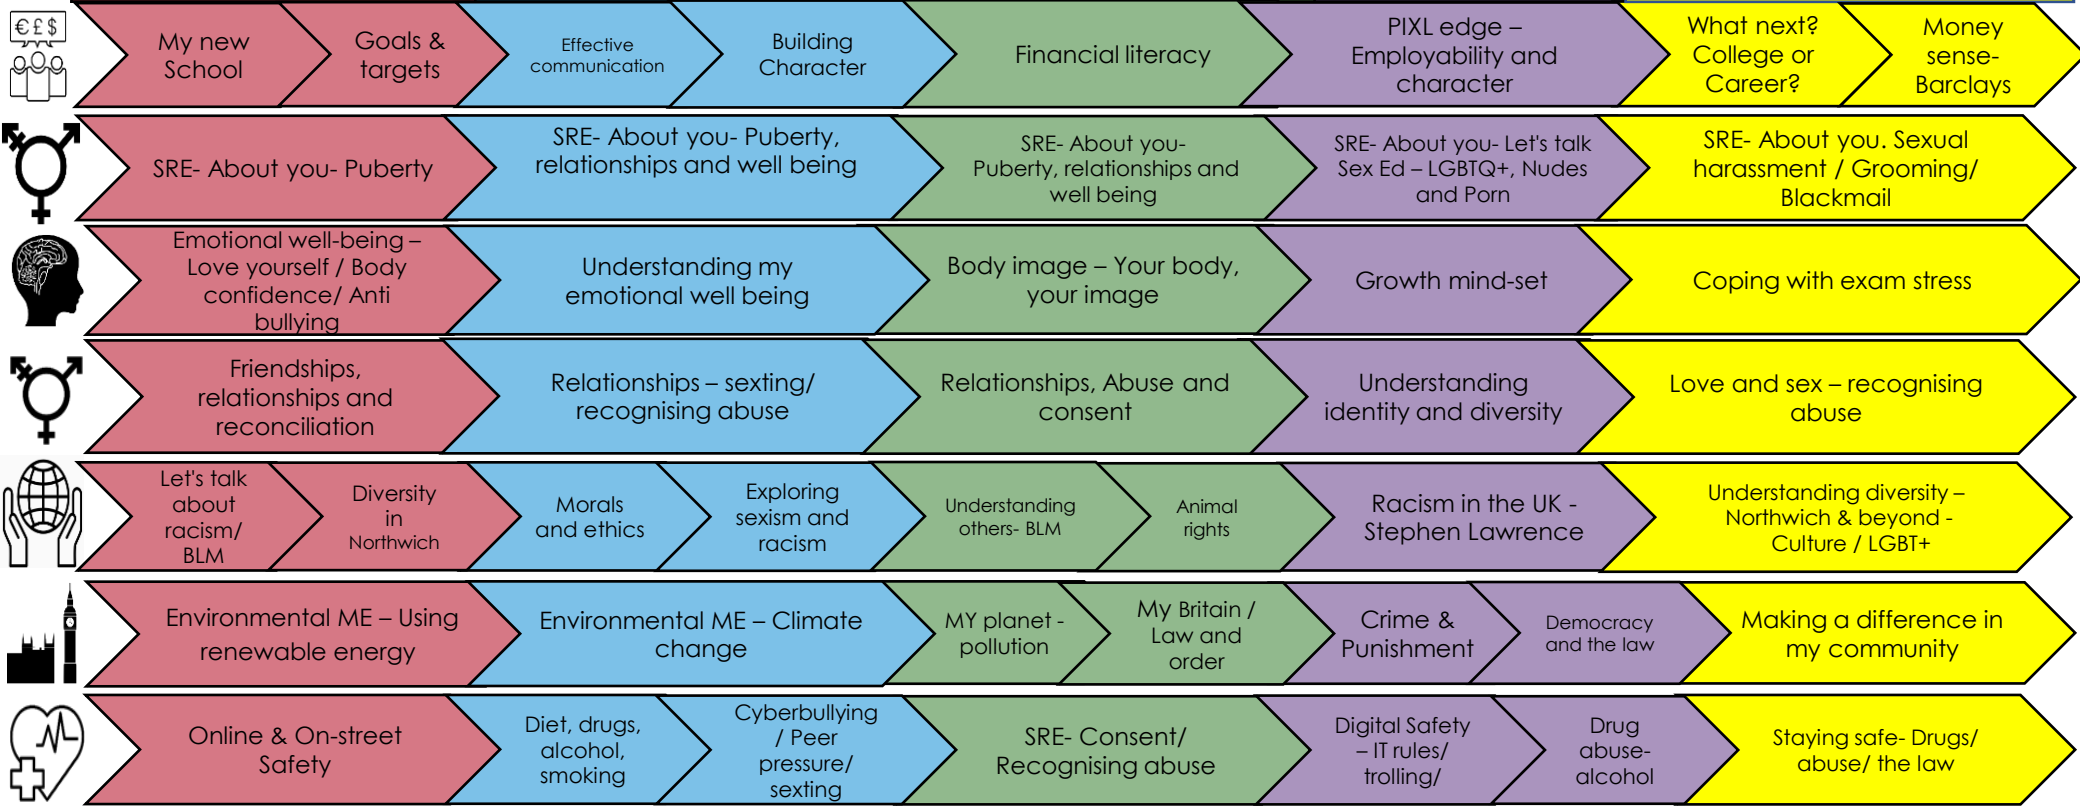 €£$
My new
School
Goals &
targets
Effective
communication
Building
Character
Financial literacy
PIXL edge –
Employability and
character
What next?
College or
Career?
Money
sense-
Barclays
SRE- About you- Puberty
SRE- About you- Puberty,
relationships and well being
SRE- About you-
Puberty, relationships and
well being
SRE- About you- Let's talk
Sex Ed – LGBTQ+, Nudes
and Porn
SRE- About you. Sexual
harassment / Grooming/
Blackmail
Emotional well-being –
Love yourself / Body
confidence/ Anti
bullying
Understanding my
emotional well being
Body image – Your body,
your image
Growth mind-set
Coping with exam stress
Friendships,
relationships and
reconciliation
Relationships – sexting/
recognising abuse
Relationships, Abuse and
consent
Understanding
identity and diversity
Love and sex – recognising
abuse
Let's talk
about
racism/
BLM
Diversity
in
Northwich
Morals
and ethics
Exploring
sexism and
racism
Understanding
others- BLM
Animal
rights
Racism in the UK -
Stephen Lawrence
Understanding diversity –
Northwich & beyond -
Culture / LGBT+
Environmental ME – Using
renewable energy
Environmental ME – Climate
change
MY planet -
pollution
My Britain /
Law and
order
Crime &
Punishment
Democracy
and the law
Making a difference in
my community
Online & On-street
Safety
Diet, drugs,
alcohol,
smoking
Cyberbullying
/ Peer
pressure/
sexting
SRE- Consent/
Recognising abuse
Digital Safety
– IT rules/
trolling/
Drug
abuse-
alcohol
Staying safe- Drugs/
abuse/ the law